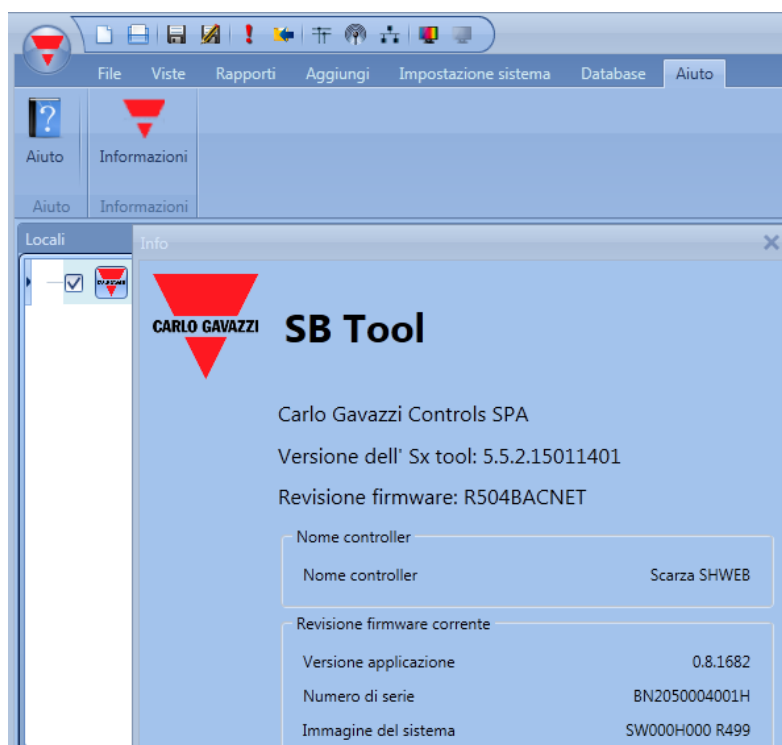 File Viste Rapporti Aggiungi Impostazione sistema Database Aiuto
Aiuto Informazioni
Aiuto Informazioni
Locali
Info
CARLO GAVAZZI
SB Tool
Carlo Gavazzi Controls SPA
Versione dell' Sx tool: 5.5.2.15011401
Revisione firmware: R504BACNET
Nome controller
Nome controller Scarza SHWEB
Revisione firmware corrente
Versione applicazione 0.8.1682
Numero di serie BN2050004001H
Immagine del sistema SW000H000 R499